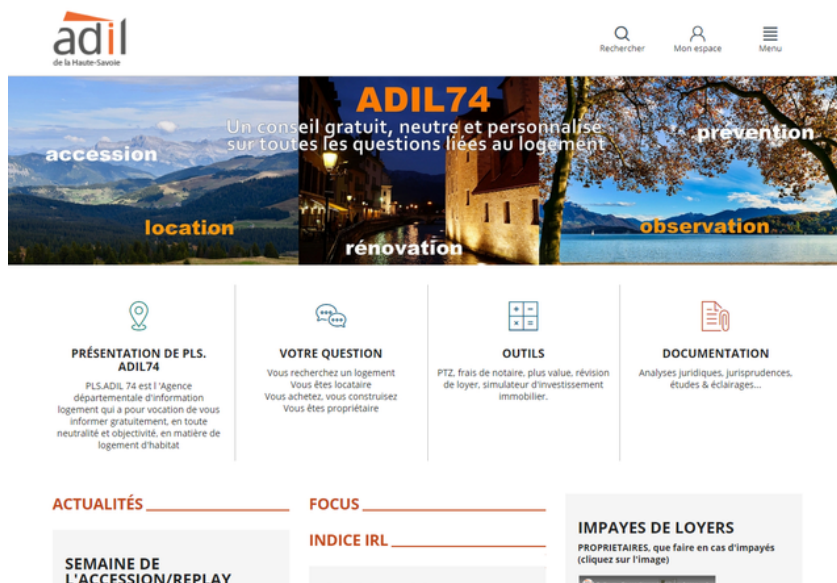 adil
de la Haute-Savoie
Rechercher
Mon espace
Menu
ADIL74
Un conseil gratuit, neutre et personnalisé
sur toutes les questions liées au logement
accession
prévention
location
rénovation
observation
PRÉSENTATION DE PLS.
ADIL74
PLS.ADIL 74 est l 'Agence
départementale d'information
logement qui a pour vocation de vous
informer gratuitement, en toute
neutralité et objectivité, en matière de
logement d'habitat
VOTRE QUESTION
Vous recherchez un logement
Vous êtes locataire
Vous achetez, vous construisez
Vous êtes propriétaire
OUTILS
PTZ, frais de notaire, plus value, révision
de loyer, simulateur d'investissement
immobilier.
DOCUMENTATION
Analyses juridiques, jurisprudences,
études & éclairages...
ACTUALITÉS
SEMAINE DE
L'ACCESSION/REPLAY
FOCUS
INDICE IRL
IMPAYES DE LOYERS
PROPRIETAIRES, que faire en cas d'impayés
(cliquez sur l'image)